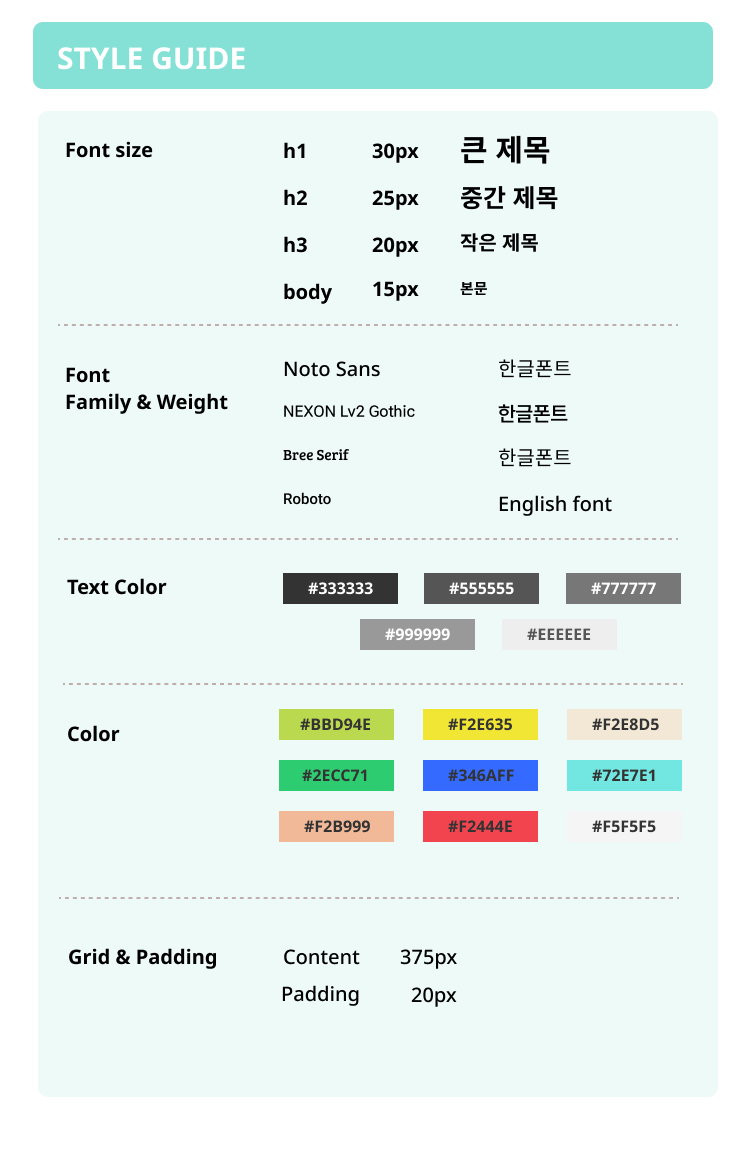 STYLE GUIDE
Font size
h1 30px 큰 제목
h2 25px 중간 제목
h3 20px 작은 제목
body 15px 본문
Font
Family & Weight
Noto Sans 한글폰트
NEXON Lv2 Gothic 한글폰트
Bree Serif 한글폰트
Roboto English font
Text Color
#333333 #555555 #777777
#999999 #EEEEEE
Color
#BBD94E #F2E635 #F2E8D5
#2ECC71 #346AFF #72E7E1
#F2B999 #F2444E #F5F5F5
Grid & Padding
Content 375px
Padding 20px